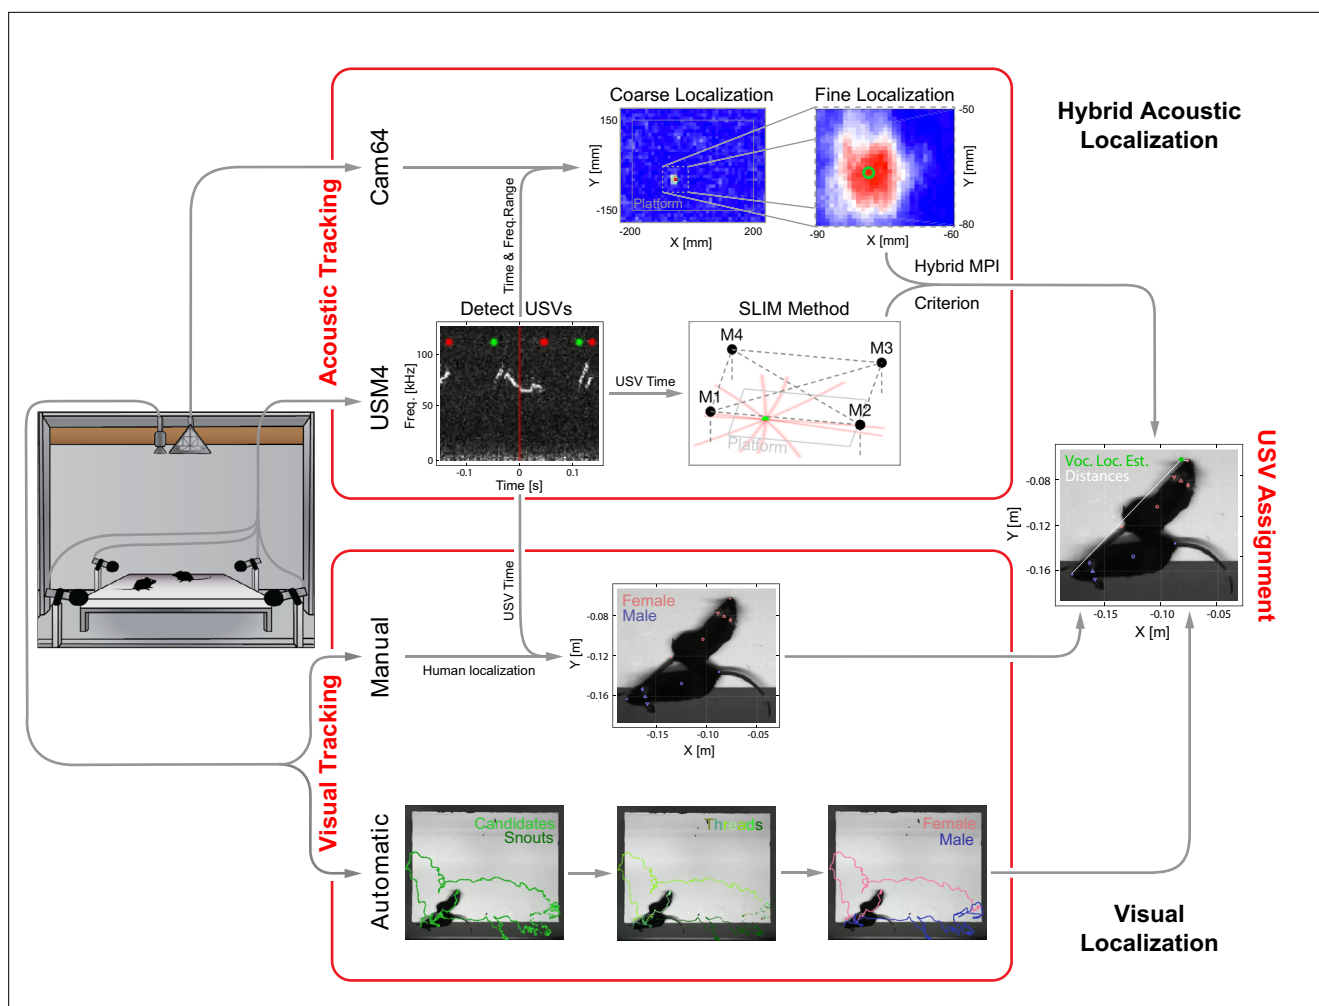 Coarse Localization
Fine Localization
Hybrid Acoustic
Localization
Acoustic Tracking
Cam64
Time & Freq.Range
Y [mm]
150
-150
-200
200
X [mm]
Platform
-50
-80
Y [mm]
-90
-60
X [mm]
Hybrid MPI
Criterion
USM4
Detect USVs
Freq. [kHz]
100
50
0
-0.1
0
0.1
Time [s]
USV Time
SLIM Method
M4
M3
M1
M2
Platform
USV Assignment
Voc. Loc. Est.
Distances
Y [m]
-0.08
-0.12
-0.16
-0.15
-0.10
-0.05
X [m]
Visual Tracking
Manual
USV Time
Human localization
Female
Male
Y [m]
-0.08
-0.12
-0.16
-0.15
-0.10
-0.05
X [m]
Automatic
Candidates
Snouts
Threads
Female
Male
Visual
Localization